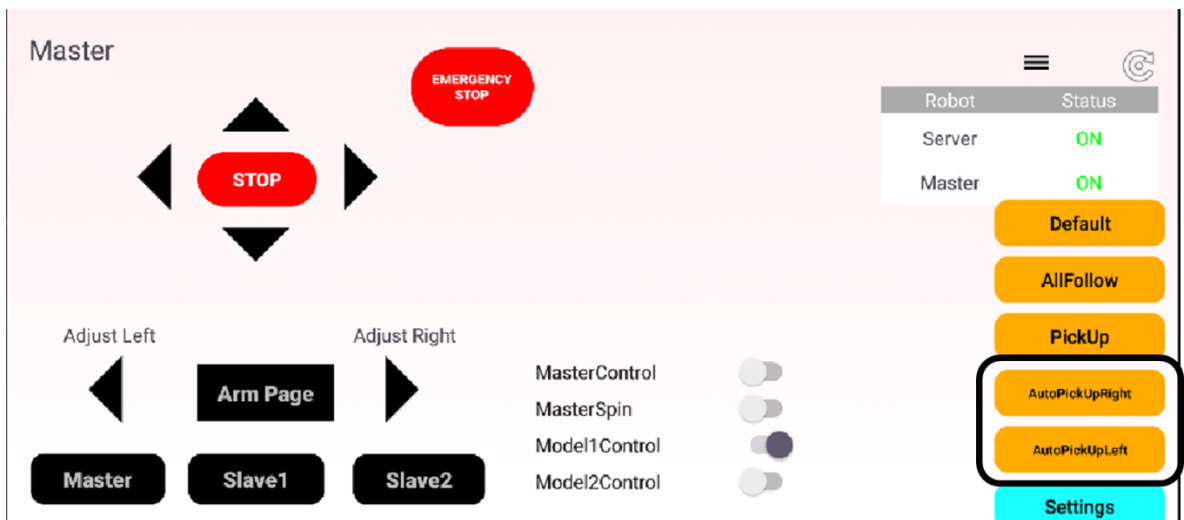 Master
EMERGENCY
STOP
Robot Status
Server ON
Master ON
STOP
Default
AllFollow
PickUp
AutoPickUpRight
AutoPickUpLeft
Settings
Adjust Left
Adjust Right
Arm Page
MasterControl
MasterSpin
Model1Control
Model2Control
Master
Slave1
Slave2